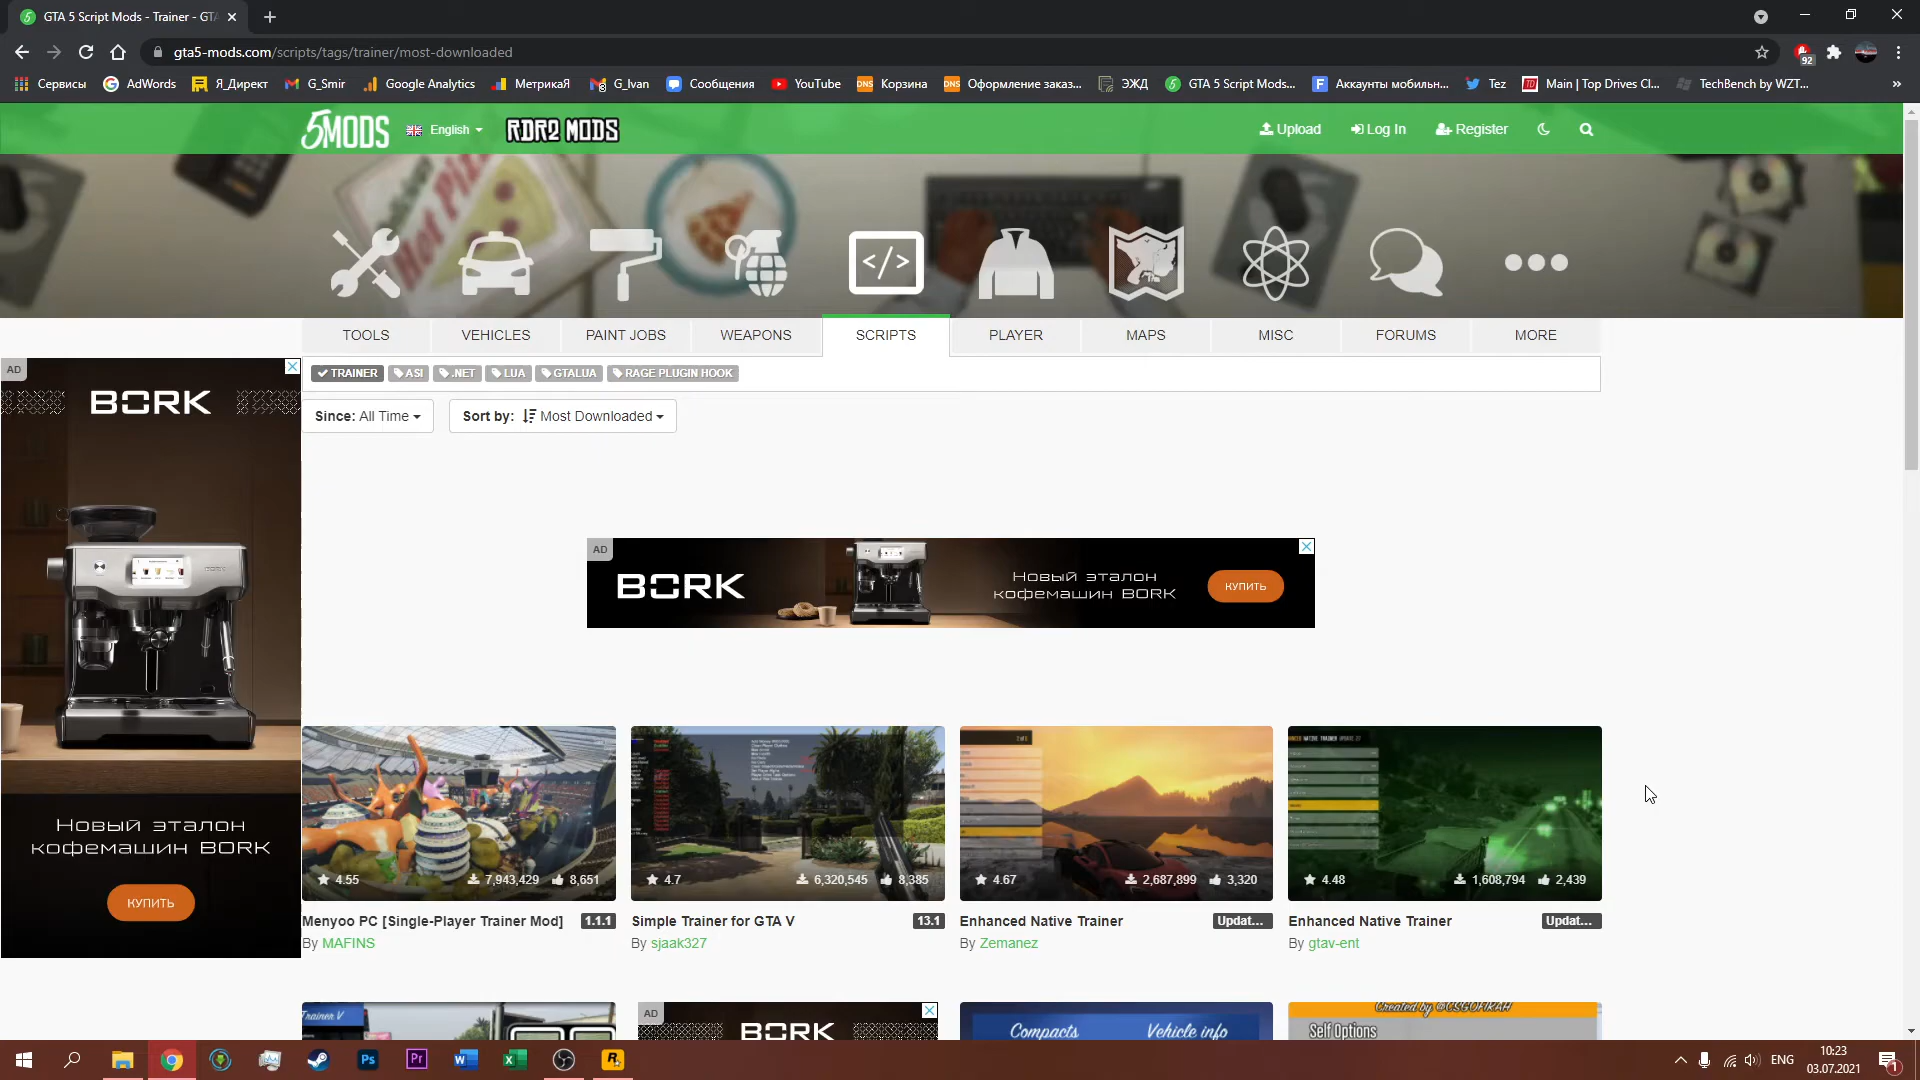 GTA 5 Script Mods - Trainer - GTA
gta5-mods.com/scripts/tags/trainer/most-downloaded
92
Сервисы AdWords Я_Директ G_Smir Google Analytics МетрикаЯ G_Ivan Сообщения YouTube Корзина Оформление заказ... ЭЖД GTA 5 Script Mods... Аккаунты мобильн... Tez Main | Top Drives Cl... TechBench by WZT... »
5MODS English RDR2 MODS Upload Log In Register
TOOLS VEHICLES PAINT JOBS WEAPONS SCRIPTS PLAYER MAPS MISC FORUMS MORE
TRAINER ASI .NET LUA GTALUA RAGE PLUGIN HOOK
Since: All Time Sort by: Most Downloaded
AD
BORK
Новый эталон
кофемашин BORK
КУПИТЬ
AD
BORK
Новый эталон
кофемашин BORK
КУПИТЬ
4.55 7,943,429 8,651
4.7 6,320,545 8,385
4.67 2,687,899 3,320
4.48 1,608,794 2,439
Menyoo PC [Single-Player Trainer Mod] 1.1.1
By MAFINS
Simple Trainer for GTA V 13.1
By sjaak327
Enhanced Native Trainer Updat...
By Zemanez
Enhanced Native Trainer Updat...
By gtav-ent
Trainer V
AD
BORK
Compacts Vehicle info
Created by @CSGOFIRAH
Self Options
ENG
10:23
03.07.2021
1